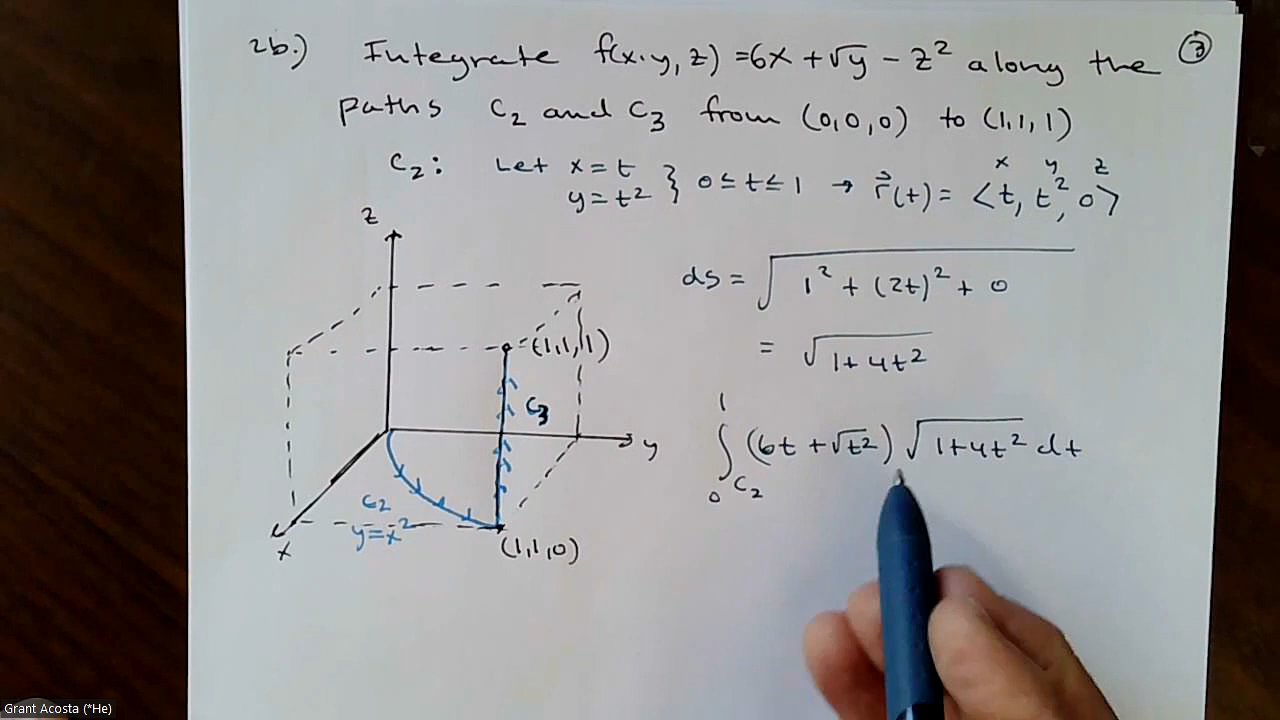 2b.) Integrate f(x,y,z) = 6x + √y − z² along the ③
paths C₂ and C₃ from (0,0,0) to (1,1,1)
C₂: Let x = t
y = t² } 0 ≤ t ≤ 1 → r⃗(t) = ⟨t, t², 0⟩
x y z
z
ds = √(1² + (2t)² + 0)
= √(1+4t²)
(1,1,1)
C₃
y
∫₀¹ C₂ (6t + √t²) √(1+4t²) dt
C₂
y=x²
x
(1,1,0)
Grant Acosta (*He)